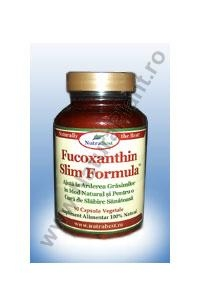 Naturally the Best
Nutrabest
Fucoxanthin
Slim Formula
Ajută la Arderea Grăsimilor
în Mod Natural și Pentru o
Cură de Slăbire Sănătoasă
Capsule Vegetale
Supliment Alimentar 100% Natural
www.nutrabest.ro